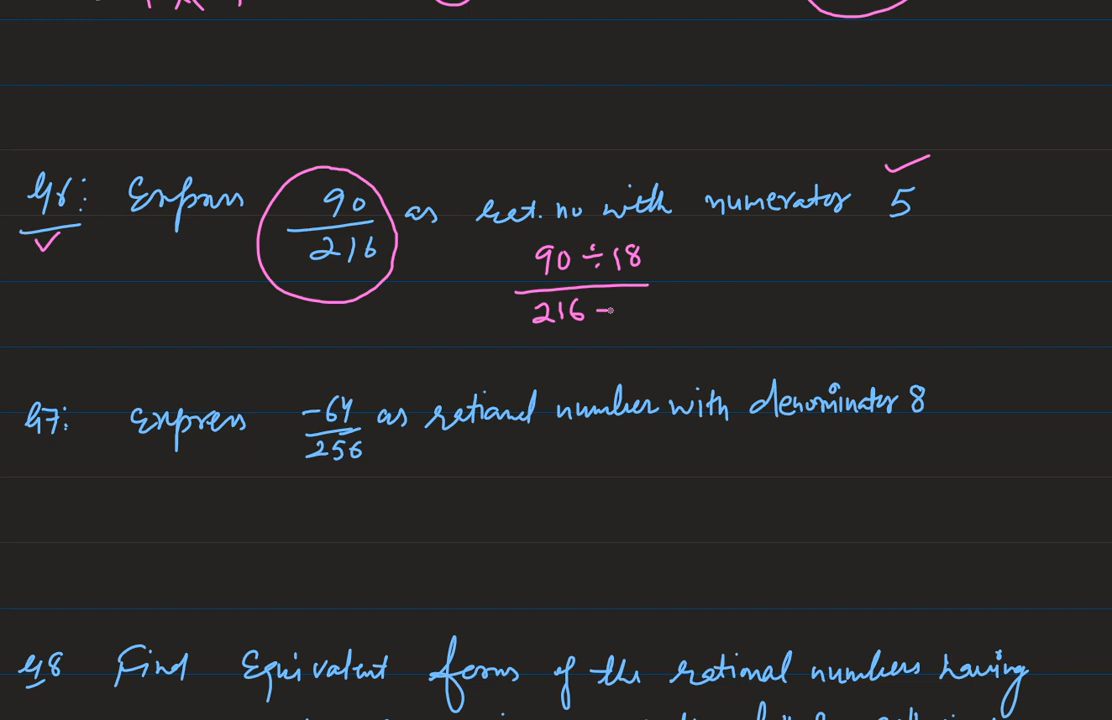 Q6: Express 90/216 as rat. no with numerator 5
90 ÷ 18
216 -
Q7: Express -64/256 as rational number with denominator 8
Q8 Find Equivalent forms of the rational numbers having